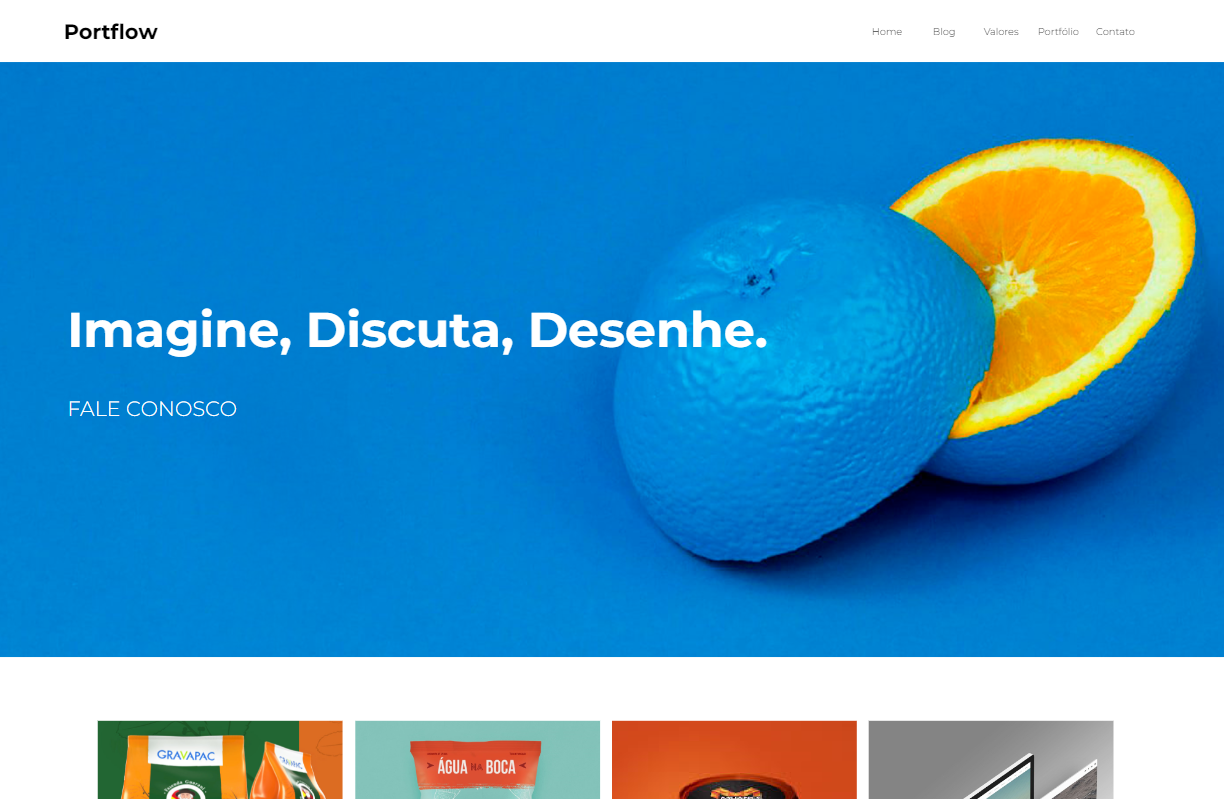 Portflow
Home Blog Valores Portfólio Contato
Imagine, Discuta, Desenhe.
FALE CONOSCO
GRAVAPAC
ÁGUA NA BOCA